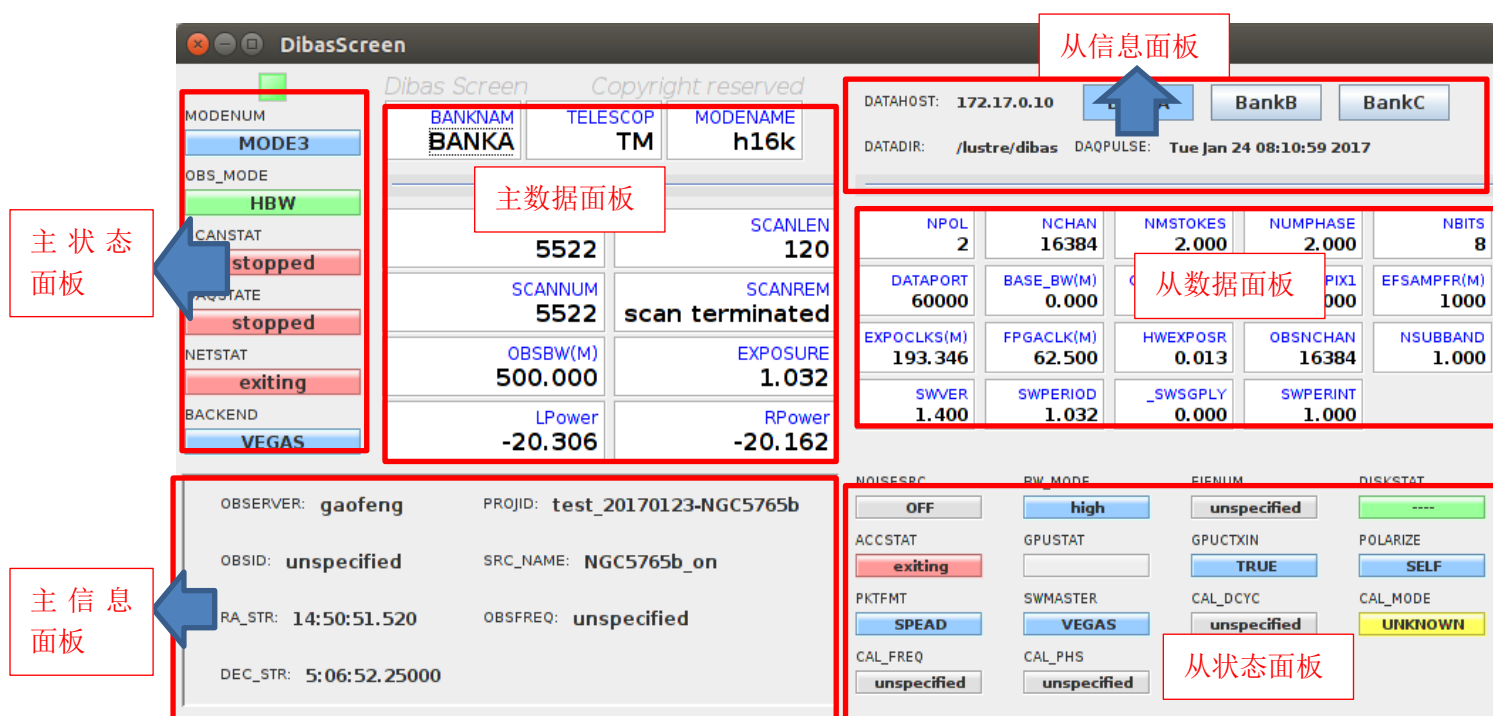 DibasScreen
从信息面板
Dibas Screen Copyright reserved
MODENUM
MODE3
OBS_MODE
HBW
stopped
stopped
NETSTAT
exiting
BACKEND
VEGAS
主状态
面板
BANKNAM TELESCOP MODENAME
BANKA TM h16k
主数据面板
SCANLEN
5522 120
SCANNUM SCANREM
5522 scan terminated
OBSBW(M) EXPOSURE
500.000 1.032
LPower RPower
-20.306 -20.162
DATAHOST: 172.17.0.10 BankB BankC
DATADIR: /lustre/dibas DAQPULSE: Tue Jan 24 08:10:59 2017
NPOL NCHAN NMSTOKES NUMPHASE NBITS
2 16384 2.000 2.000 8
从数据面板
DATAPORT BASE_BW(M) EFSAMPFR(M)
60000 0.000 1000
EXPOCLKS(M) FPGACLK(M) HWEXPOSR OBSNCHAN NSUBBAND
193.346 62.500 0.013 16384 1.000
SWVER SWPERIOD _SWSGPLY SWPERINT
1.400 1.032 0.000 1.000
主信息
面板
OBSERVER: gaofeng PROJID: test_20170123-NGC5765b
OBSID: unspecified SRC_NAME: NGC5765b_on
RA_STR: 14:50:51.520 OBSFREQ: unspecified
DEC_STR: 5:06:52.25000
NOISESRC BW_MODE FIFNUM DISKSTAT
OFF high unspecified ----
ACCSTAT GPUSTAT GPUCTXIN POLARIZE
exiting TRUE SELF
PKTFMT SWMASTER CAL_DCYC CAL_MODE
SPEAD VEGAS unspecified UNKNOWN
CAL_FREQ CAL_PHS
unspecified unspecified
从状态面板